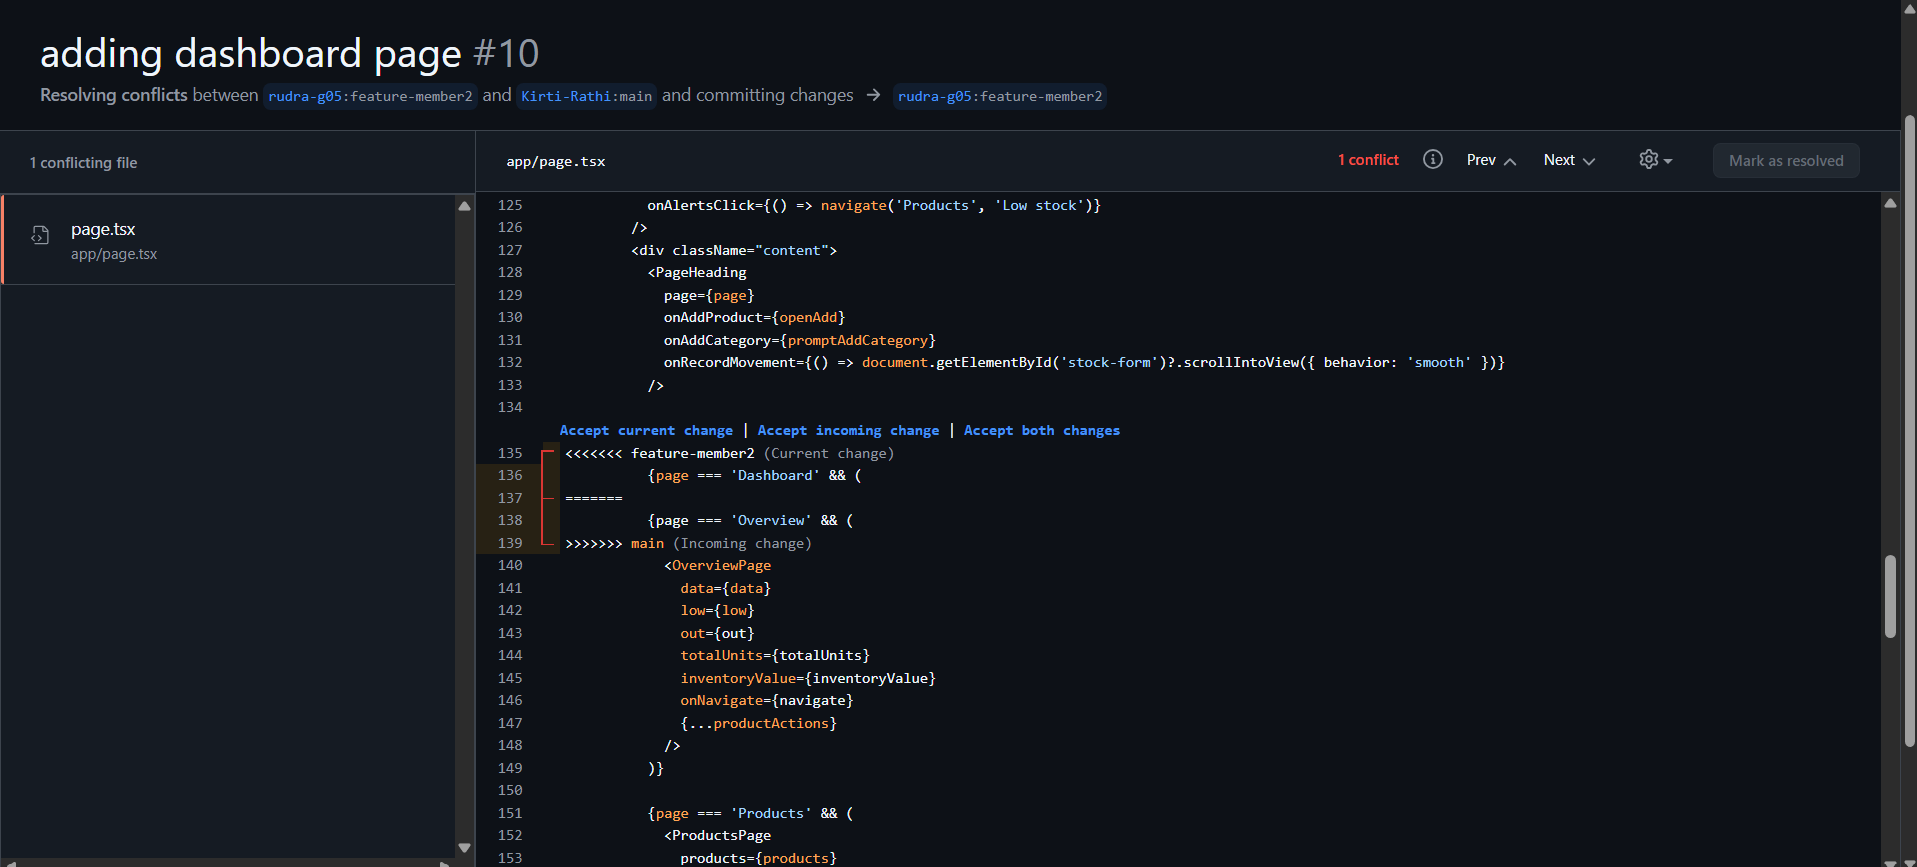 adding dashboard page #10
Resolving conflicts between rudra-g05:feature-member2 and Kirti-Rathi:main and committing changes → rudra-g05:feature-member2
1 conflicting file
page.tsx
app/page.tsx
app/page.tsx
1 conflict
Prev
Next
Mark as resolved
125 onAlertsClick={() => navigate('Products', 'Low stock')}
126 />
127 <div className="content">
128 <PageHeading
129 page={page}
130 onAddProduct={openAdd}
131 onAddCategory={promptAddCategory}
132 onRecordMovement={() => document.getElementById('stock-form')?.scrollIntoView({ behavior: 'smooth' })}
133 />
134
Accept current change | Accept incoming change | Accept both changes
135 <<<<<<< feature-member2 (Current change)
136 {page === 'Dashboard' && (
137 =======
138 {page === 'Overview' && (
139 >>>>>>> main (Incoming change)
140 <OverviewPage
141 data={data}
142 low={low}
143 out={out}
144 totalUnits={totalUnits}
145 inventoryValue={inventoryValue}
146 onNavigate={navigate}
147 {...productActions}
148 />
149 )}
150
151 {page === 'Products' && (
152 <ProductsPage
153 products={products}